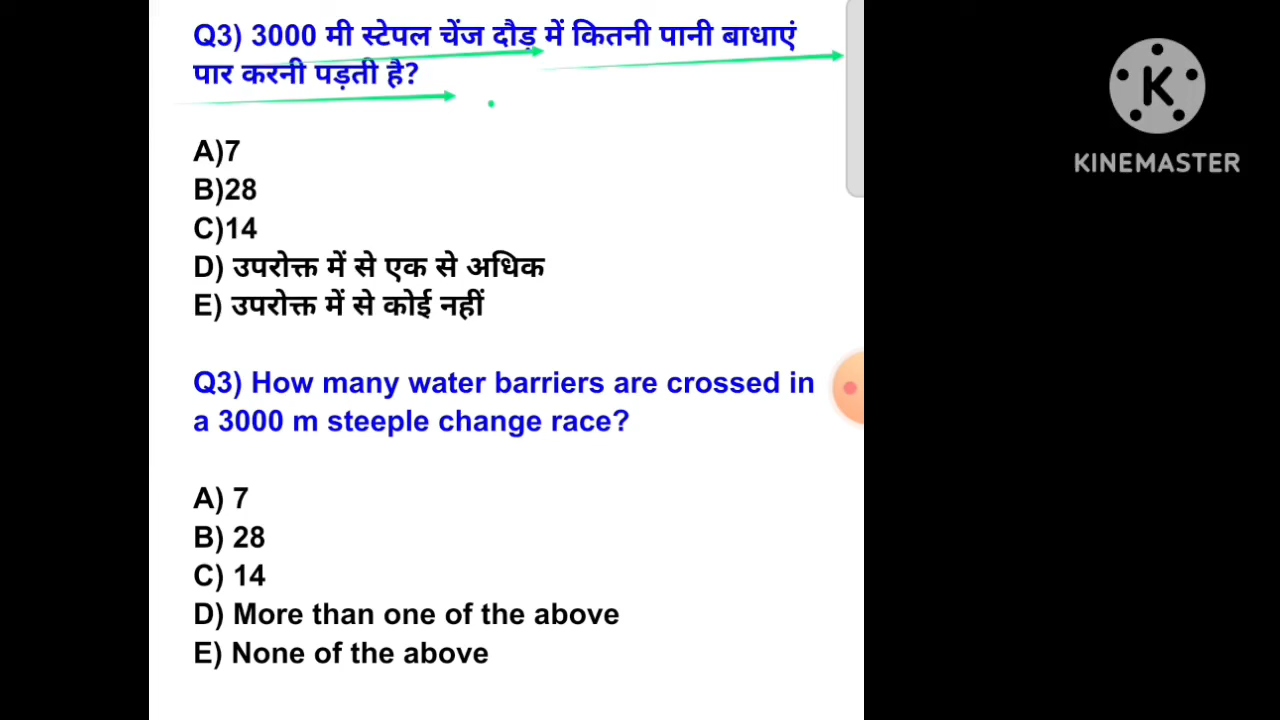 Q3) 3000 मी स्टेपल चेंज दौड़ में कितनी पानी बाधाएं
पार करनी पड़ती है?
A)7
B)28
C)14
D) उपरोक्त में से एक से अधिक
E) उपरोक्त में से कोई नहीं
Q3) How many water barriers are crossed in
a 3000 m steeple change race?
A) 7
B) 28
C) 14
D) More than one of the above
E) None of the above
K
KINEMASTER